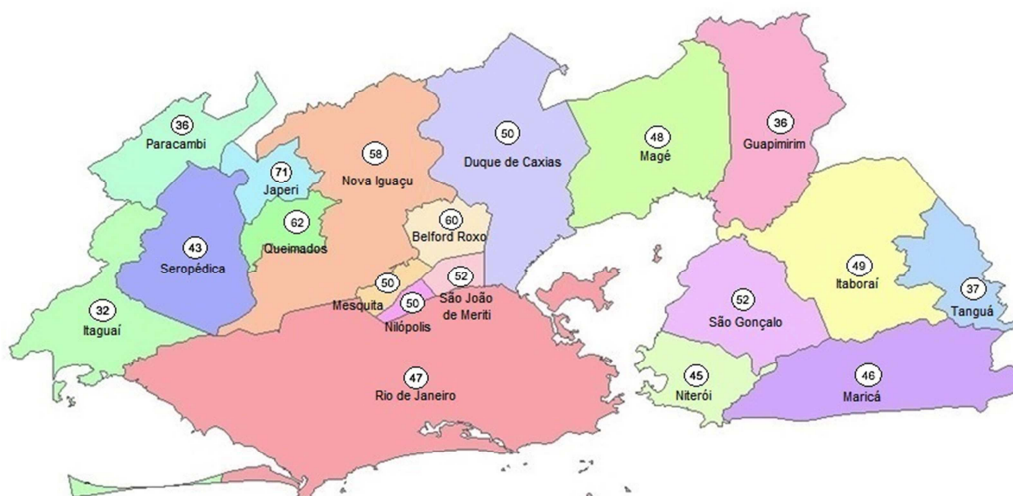 36
Paracambi
71
Japeri
58
Nova Iguaçu
50
Duque de Caxias
48
Magé
36
Guapimirim
62
Queimados
60
Belford Roxo
43
Seropédica
50
Mesquita
50
Nilópolis
52
São João
de Meriti
49
Itaboraí
37
Tanguá
52
São Gonçalo
32
Itaguaí
47
Rio de Janeiro
45
Niterói
46
Maricá